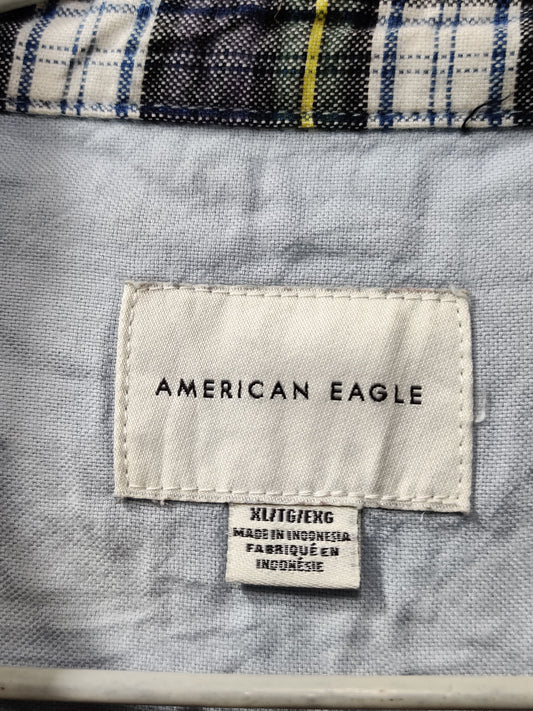 AMERICAN EAGLE
XL/TG/EXG
MADE IN INDONESIA
FABRIQUÉ EN
INDONÉSIE